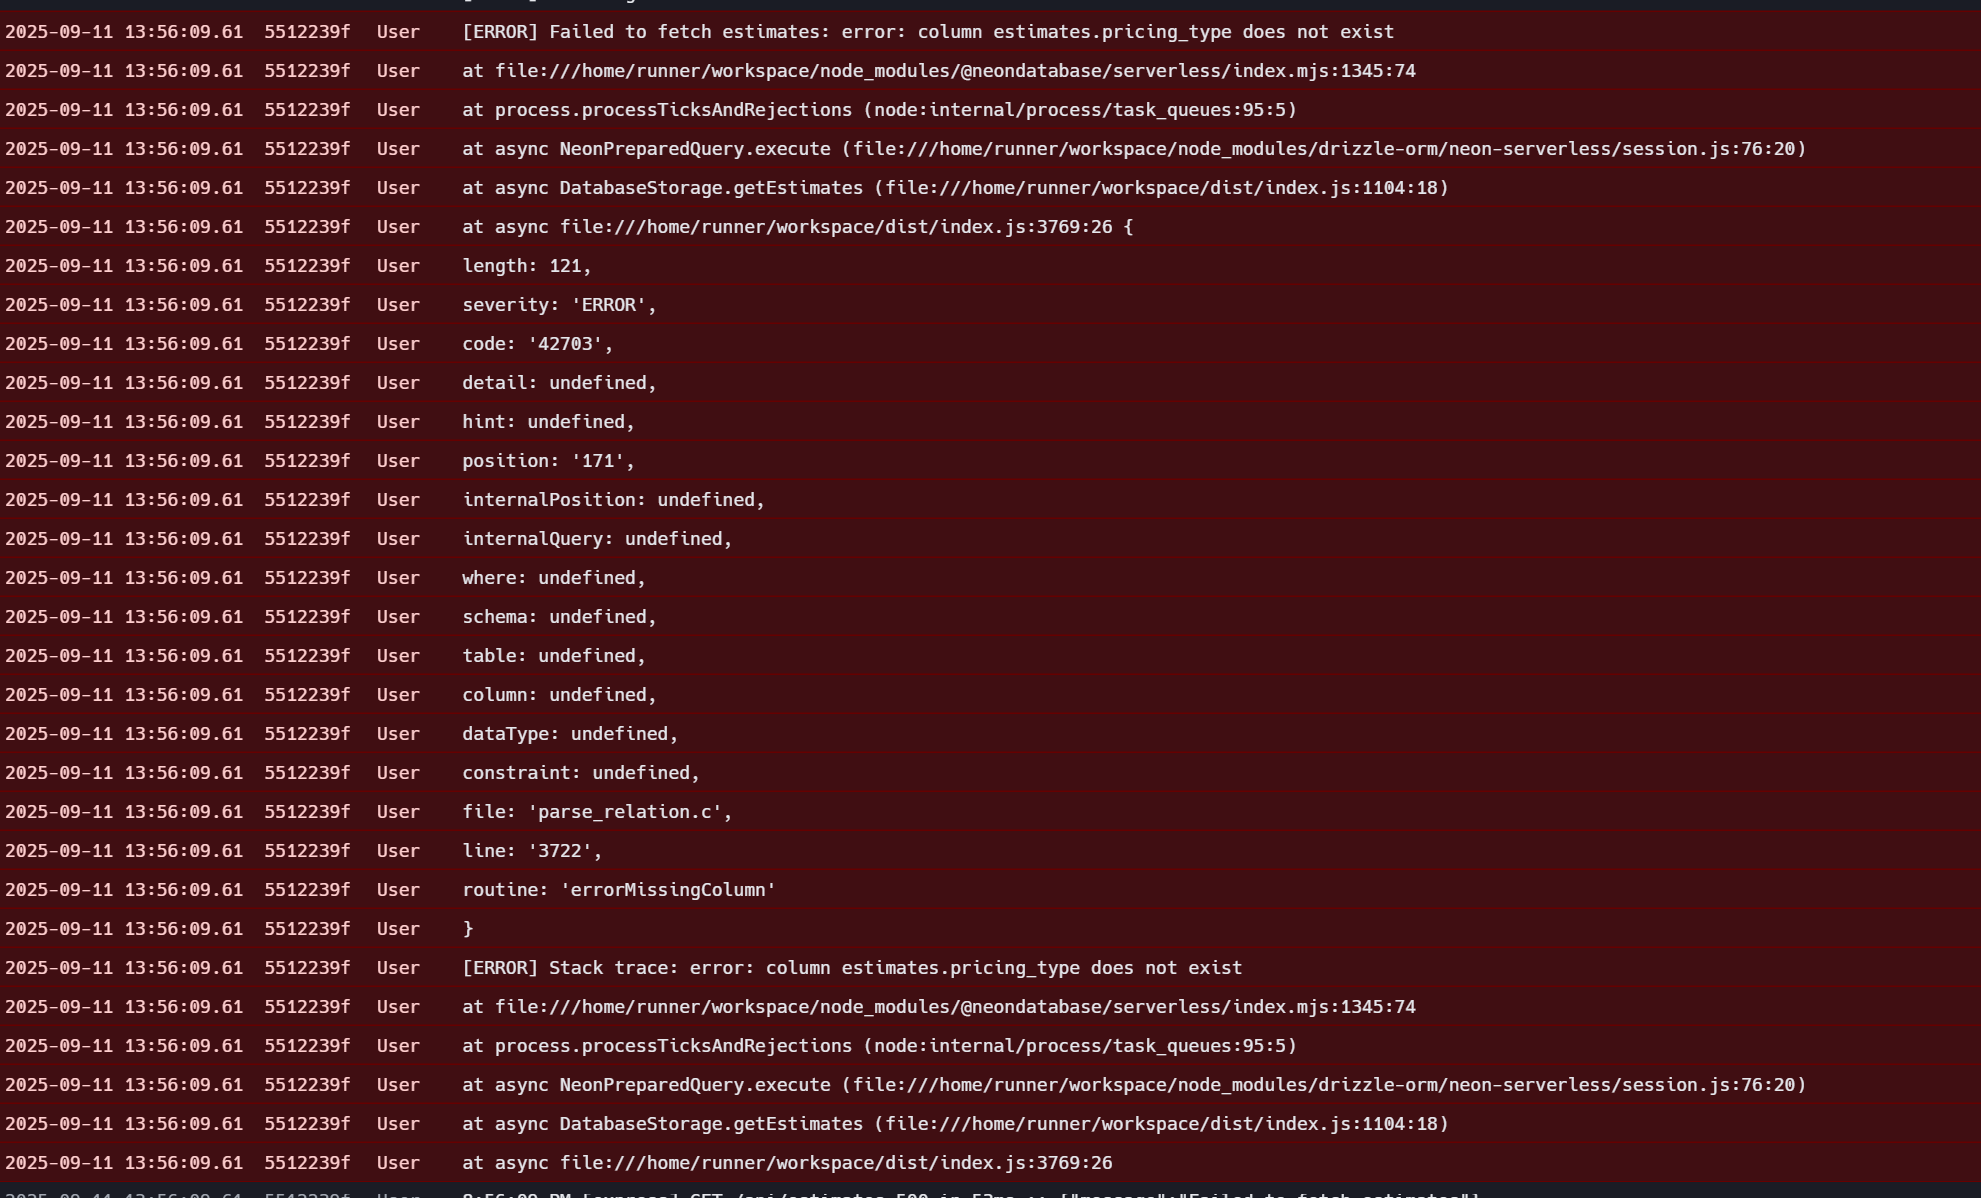 2025-09-11 13:56:09.61 5512239f User [ERROR] Failed to fetch estimates: error: column estimates.pricing_type does not exist
2025-09-11 13:56:09.61 5512239f User at file:///home/runner/workspace/node_modules/@neondatabase/serverless/index.mjs:1345:74
2025-09-11 13:56:09.61 5512239f User at process.processTicksAndRejections (node:internal/process/task_queues:95:5)
2025-09-11 13:56:09.61 5512239f User at async NeonPreparedQuery.execute (file:///home/runner/workspace/node_modules/drizzle-orm/neon-serverless/session.js:76:20)
2025-09-11 13:56:09.61 5512239f User at async DatabaseStorage.getEstimates (file:///home/runner/workspace/dist/index.js:1104:18)
2025-09-11 13:56:09.61 5512239f User at async file:///home/runner/workspace/dist/index.js:3769:26 {
2025-09-11 13:56:09.61 5512239f User length: 121,
2025-09-11 13:56:09.61 5512239f User severity: 'ERROR',
2025-09-11 13:56:09.61 5512239f User code: '42703',
2025-09-11 13:56:09.61 5512239f User detail: undefined,
2025-09-11 13:56:09.61 5512239f User hint: undefined,
2025-09-11 13:56:09.61 5512239f User position: '171',
2025-09-11 13:56:09.61 5512239f User internalPosition: undefined,
2025-09-11 13:56:09.61 5512239f User internalQuery: undefined,
2025-09-11 13:56:09.61 5512239f User where: undefined,
2025-09-11 13:56:09.61 5512239f User schema: undefined,
2025-09-11 13:56:09.61 5512239f User table: undefined,
2025-09-11 13:56:09.61 5512239f User column: undefined,
2025-09-11 13:56:09.61 5512239f User dataType: undefined,
2025-09-11 13:56:09.61 5512239f User constraint: undefined,
2025-09-11 13:56:09.61 5512239f User file: 'parse_relation.c',
2025-09-11 13:56:09.61 5512239f User line: '3722',
2025-09-11 13:56:09.61 5512239f User routine: 'errorMissingColumn'
2025-09-11 13:56:09.61 5512239f User }
2025-09-11 13:56:09.61 5512239f User [ERROR] Stack trace: error: column estimates.pricing_type does not exist
2025-09-11 13:56:09.61 5512239f User at file:///home/runner/workspace/node_modules/@neondatabase/serverless/index.mjs:1345:74
2025-09-11 13:56:09.61 5512239f User at process.processTicksAndRejections (node:internal/process/task_queues:95:5)
2025-09-11 13:56:09.61 5512239f User at async NeonPreparedQuery.execute (file:///home/runner/workspace/node_modules/drizzle-orm/neon-serverless/session.js:76:20)
2025-09-11 13:56:09.61 5512239f User at async DatabaseStorage.getEstimates (file:///home/runner/workspace/dist/index.js:1104:18)
2025-09-11 13:56:09.61 5512239f User at async file:///home/runner/workspace/dist/index.js:3769:26